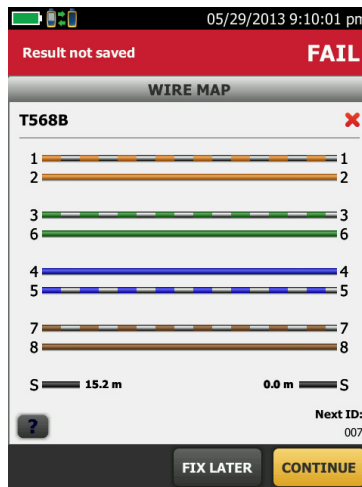 05/29/2013 9:10:01 pm
Result not saved FAIL
WIRE MAP
T568B
1 1
2 2
3 3
6 6
4 4
5 5
7 7
8 8
S 15.2 m 0.0 m S
? Next ID:
007
FIX LATER CONTINUE